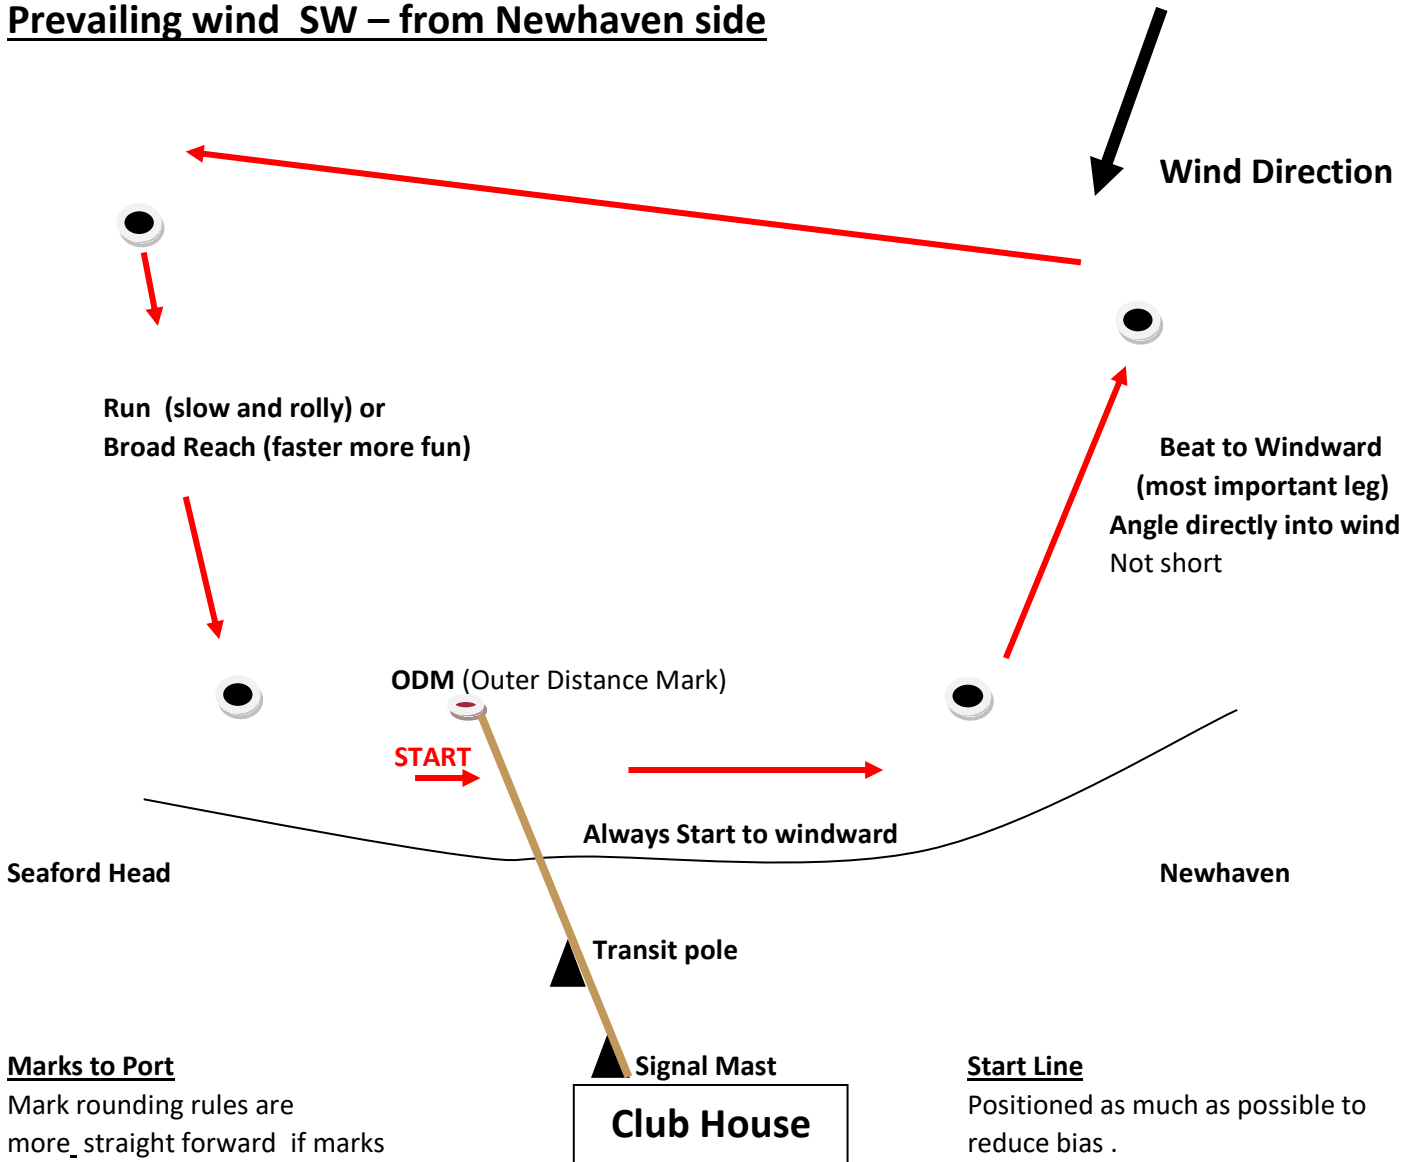 Prevailing wind  SW – from Newhaven side
Wind Direction
Run  (slow and rolly) or
Broad Reach (faster more fun)
Beat to Windward
(most important leg)
Angle directly into wind
Not short
ODM (Outer Distance Mark)
START
Always Start to windward
Seaford Head
Newhaven
Transit pole
Signal Mast
Club House
Marks to Port
Mark rounding rules are
more  straight forward  if marks
Start Line
Positioned as much as possible to
reduce bias .